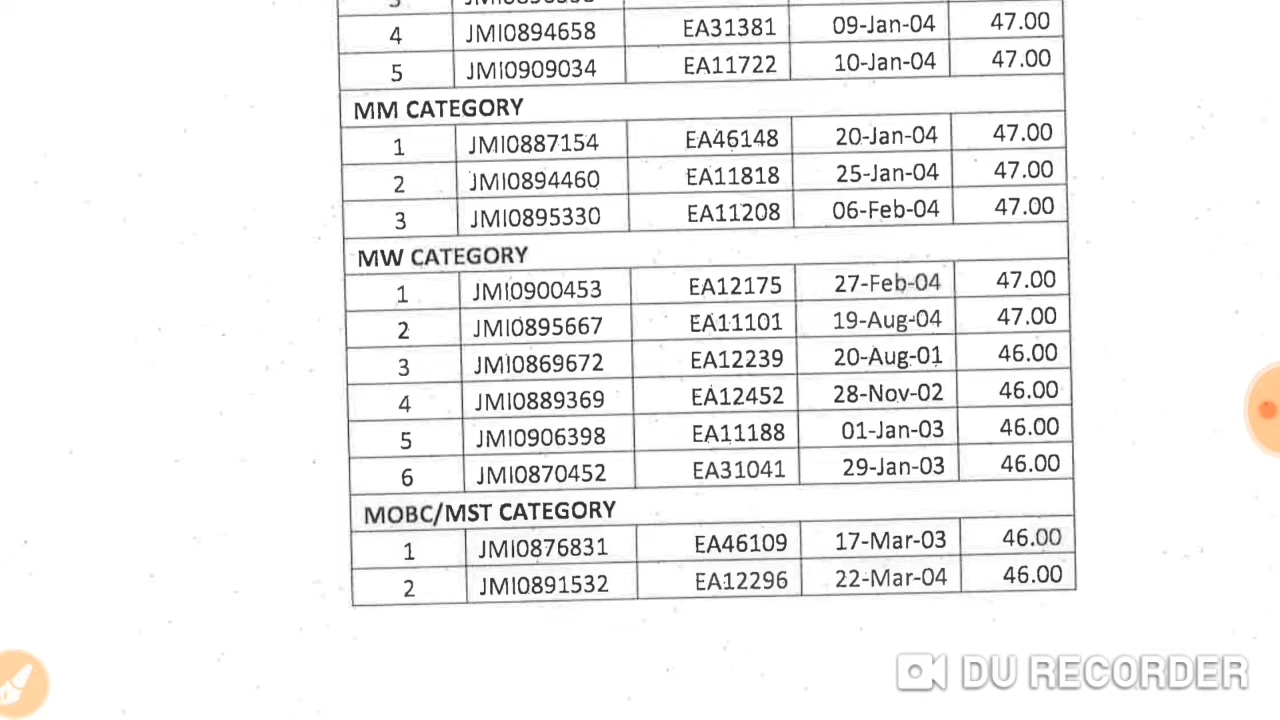 4 JMI0894658 EA31381 09-Jan-04 47.00
5 JMI0909034 EA11722 10-Jan-04 47.00
MM CATEGORY
1 JMI0887154 EA46148 20-Jan-04 47.00
2 JMI0894460 EA11818 25-Jan-04 47.00
3 JMI0895330 EA11208 06-Feb-04 47.00
MW CATEGORY
1 JMI0900453 EA12175 27-Feb-04 47.00
2 JMI0895667 EA11101 19-Aug-04 47.00
3 JMI0869672 EA12239 20-Aug-01 46.00
4 JMI0889369 EA12452 28-Nov-02 46.00
5 JMI0906398 EA11188 01-Jan-03 46.00
6 JMI0870452 EA31041 29-Jan-03 46.00
MOBC/MST CATEGORY
1 JMI0876831 EA46109 17-Mar-03 46.00
2 JMI0891532 EA12296 22-Mar-04 46.00
DU RECORDER